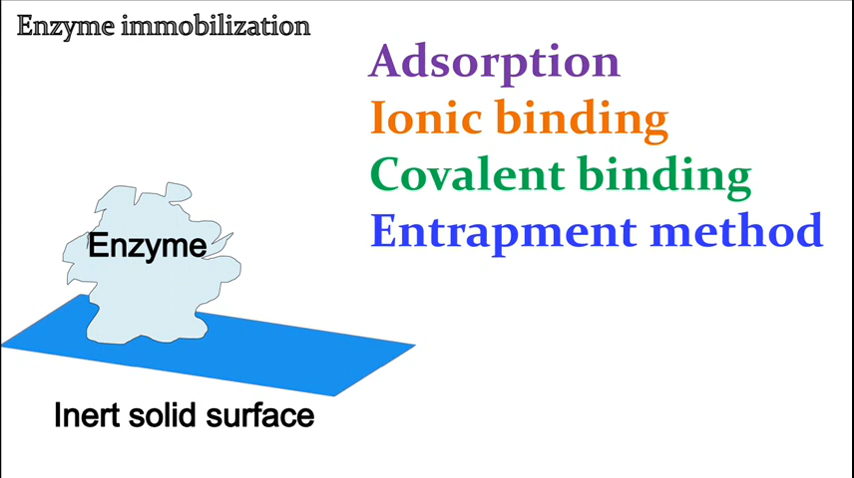 Enzyme immobilization
Adsorption
Ionic binding
Covalent binding
Entrapment method
Enzyme
Inert solid surface